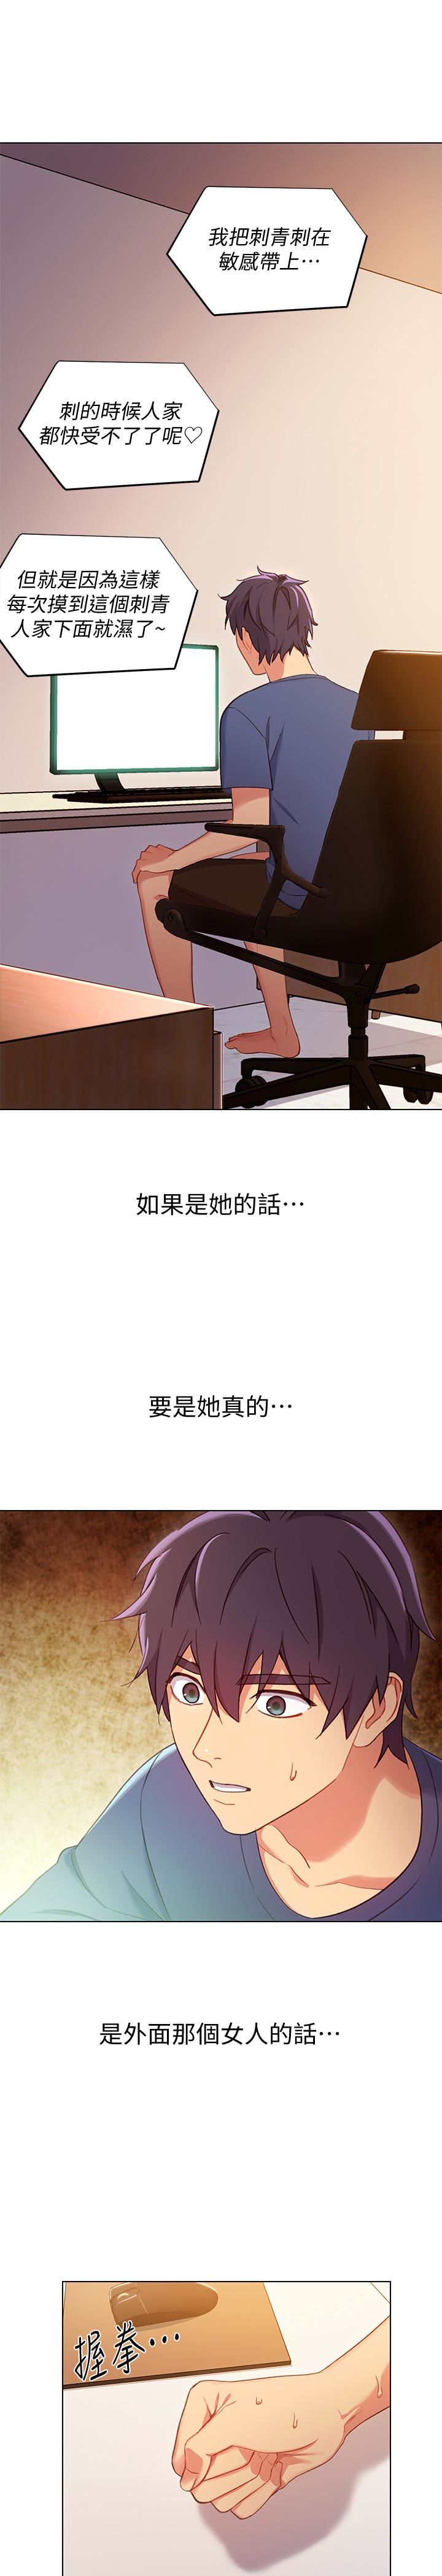 我把刺青刺在
敏感帶上⋯
刺的時候人家
都快受不了了呢♡
但就是因為這樣
每次摸到這個刺青
人家下面就濕了~
如果是她的話⋯
要是她真的⋯
是外面那個女人的話⋯
握拳⋯